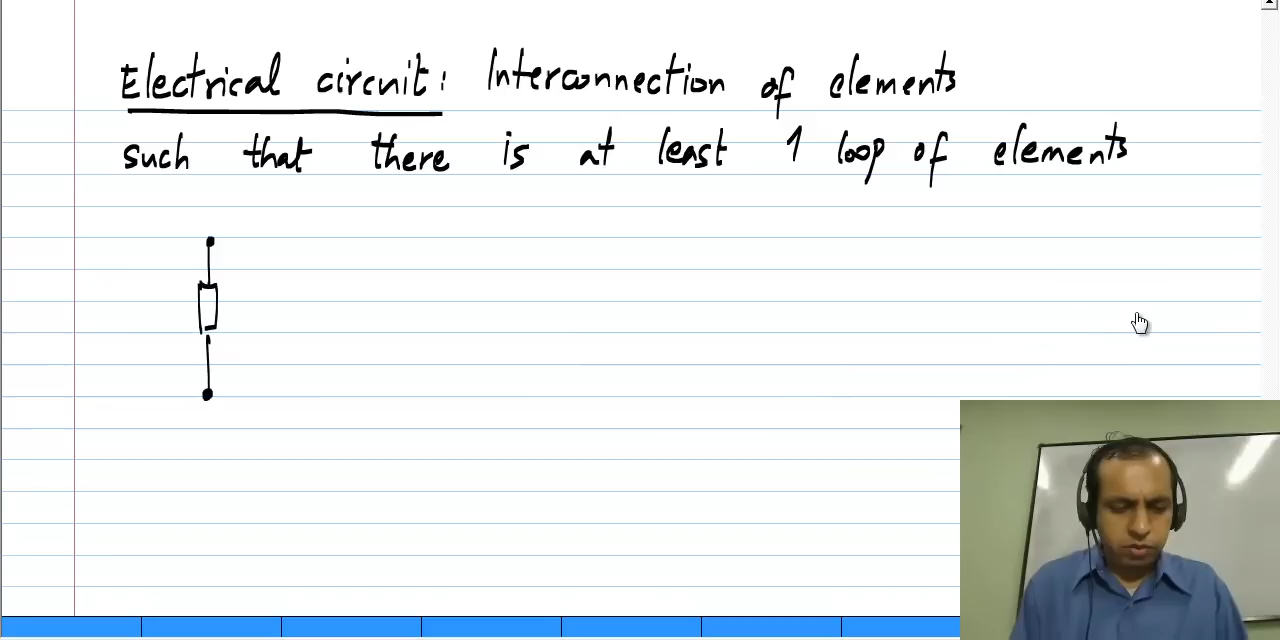 Electrical circuit: Interconnection of elements
such that there is at least 1 loop of elements